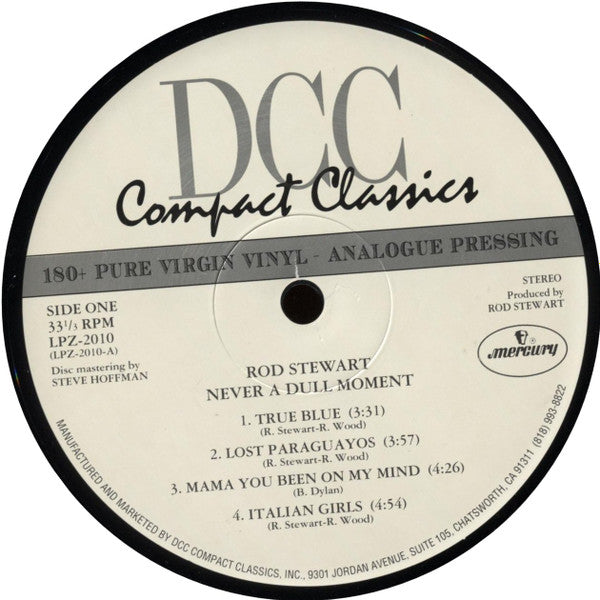 DCC
Compact Classics
180+ PURE VIRGIN VINYL - ANALOGUE PRESSING
SIDE ONE
33 1/3 RPM
LPZ-2010
(LPZ-2010-A)
Disc mastering by
STEVE HOFFMAN
STEREO
Produced by
ROD STEWART
mercury
ROD STEWART
NEVER A DULL MOMENT
1. TRUE BLUE (3:31)
(R. Stewart-R. Wood)
2. LOST PARAGUAYOS (3:57)
(R. Stewart-R. Wood)
3. MAMA YOU BEEN ON MY MIND (4:26)
(B. Dylan)
4. ITALIAN GIRLS (4:54)
(R. Stewart-R. Wood)
MANUFACTURED AND MARKETED BY DCC COMPACT CLASSICS, INC., 9301 JORDAN AVENUE, SUITE 105, CHATSWORTH, CA 91311 (818) 993-8822